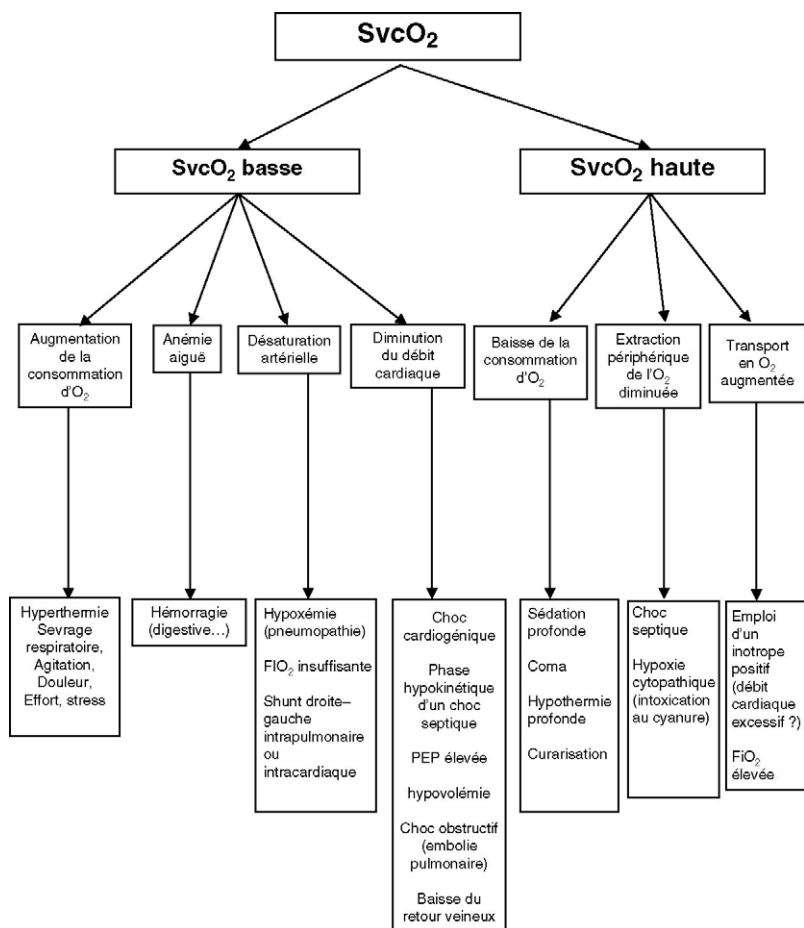 SvcO₂
SvcO₂ basse
SvcO₂ haute
Augmentation
de la
consommation
d'O₂
Anémie
aiguë
Désaturation
artérielle
Diminution
du débit
cardiaque
Baisse de la
consommation
d'O₂
Extraction
périphérique
de l'O₂
diminuée
Transport
en O₂
augmentée
Hyperthermie
Sevrage
respiratoire,
Agitation,
Douleur,
Effort, stress
Hémorragie
(digestive…)
Hypoxémie
(pneumopathie)
FIO₂ insuffisante
Shunt droite–
gauche
intrapulmonaire
ou
intracardiaque
Choc
cardiogénique
Phase
hypokinétique
d'un choc
septique
PEP élevée
hypovolémie
Choc obstructif
(embolie
pulmonaire)
Baisse du
retour veineux
Sédation
profonde
Coma
Hypothermie
profonde
Curarisation
Choc
septique
Hypoxie
cytopathique
(intoxication
au cyanure)
Emploi
d'un
inotrope
positif
(débit
cardiaque
excessif ?)
FiO₂
élevée